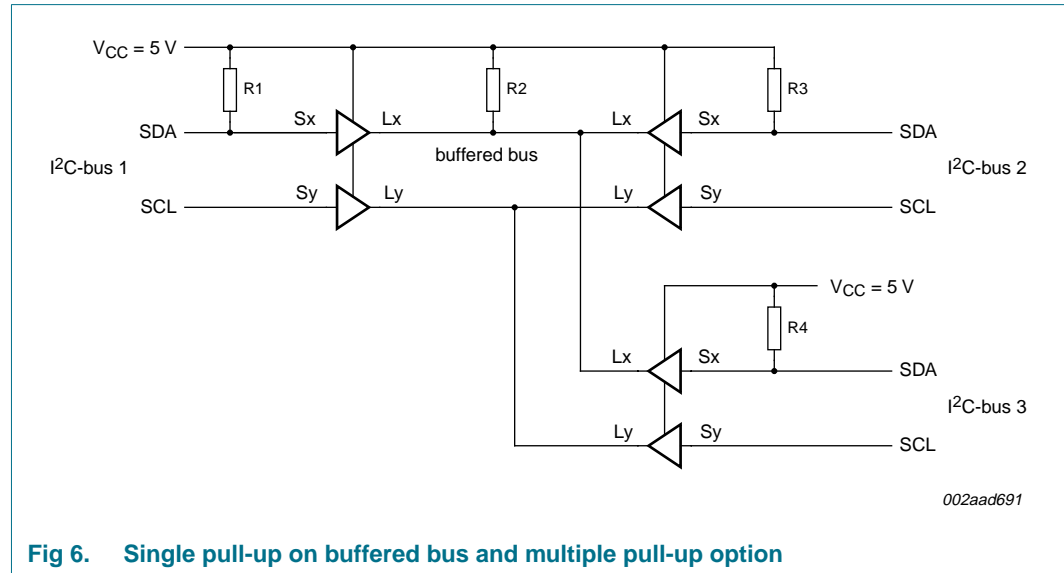 VCC = 5 V
R1
R2
R3
SDA
Sx
Lx
Lx
Sx
SDA
I2C-bus 1
buffered bus
I2C-bus 2
SCL
Sy
Ly
Ly
Sy
SCL
VCC = 5 V
R4
Lx
Sx
SDA
I2C-bus 3
Ly
Sy
SCL
002aad691
Fig 6. Single pull-up on buffered bus and multiple pull-up option